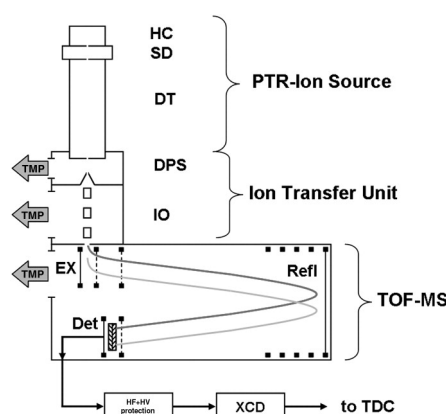 HC
SD
PTR-Ion Source
DT
TMP
DPS
Ion Transfer Unit
TMP
IO
TMP
EX
Refl
TOF-MS
Det
HF+HV
protection
XCD
to TDC